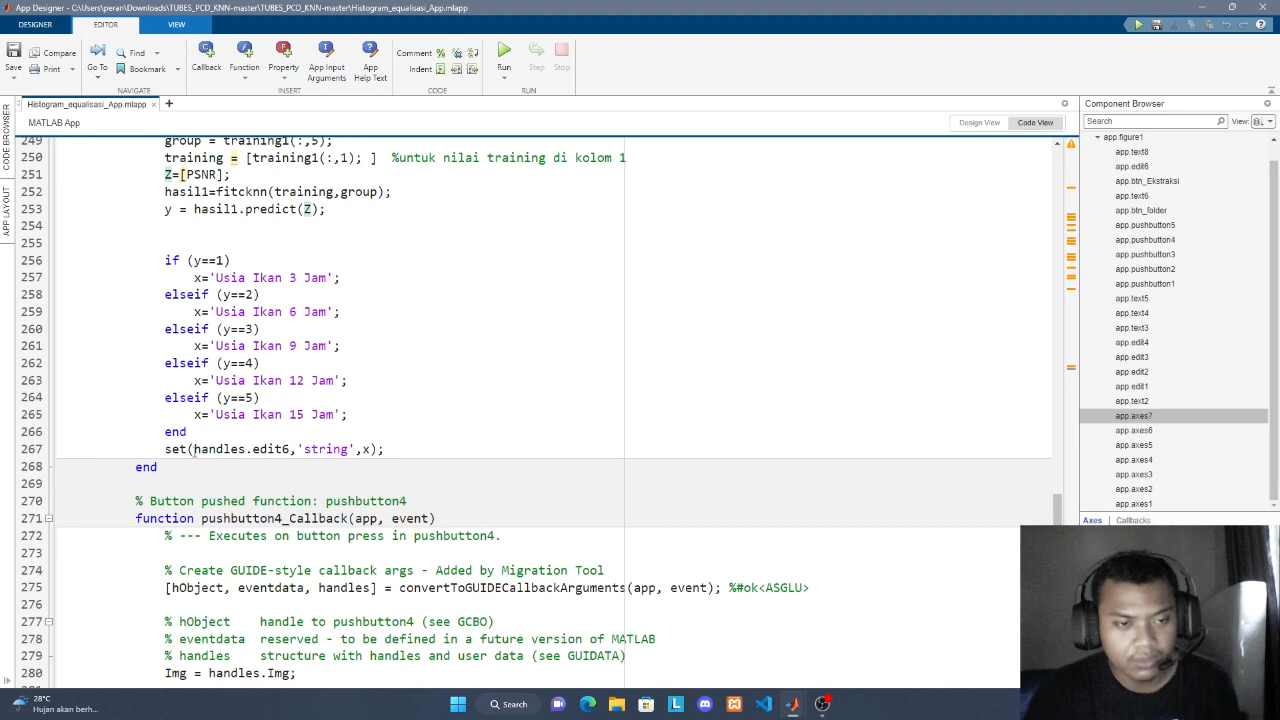 App Designer - C:\Users\peran\Downloads\TUBES_PCD_KNN-master\TUBES_PCD_KNN-master\Histogram_equalisasi_App.mlapp
DESIGNER EDITOR VIEW
Save
Compare
Print
Go To
Find
Bookmark
NAVIGATE
Callback
Function
Property
App Input Arguments
App Help Text
INSERT
Comment
Indent
CODE
Run
Step
Stop
RUN
Histogram_equalisasi_App.mlapp
MATLAB App
Design View Code View
CODE BROWSER
APP LAYOUT
249 group = training1(:,5);
250 training = [training1(:,1); ] %untuk nilai training di kolom 1
251 Z=[PSNR];
252 hasil1=fitcknn(training,group);
253 y = hasil1.predict(Z);
254
255
256 if (y==1)
257 x='Usia Ikan 3 Jam';
258 elseif (y==2)
259 x='Usia Ikan 6 Jam';
260 elseif (y==3)
261 x='Usia Ikan 9 Jam';
262 elseif (y==4)
263 x='Usia Ikan 12 Jam';
264 elseif (y==5)
265 x='Usia Ikan 15 Jam';
266 end
267 set(handles.edit6,'string',x);
268 end
269
270 % Button pushed function: pushbutton4
271 function pushbutton4_Callback(app, event)
272 % --- Executes on button press in pushbutton4.
273
274 % Create GUIDE-style callback args - Added by Migration Tool
275 [hObject, eventdata, handles] = convertToGUIDECallbackArguments(app, event); %#ok<ASGLU>
276
277 % hObject    handle to pushbutton4 (see GCBO)
278 % eventdata  reserved - to be defined in a future version of MATLAB
279 % handles    structure with handles and user data (see GUIDATA)
280 Img = handles.Img;
Component Browser
Search View:
app.figure1
app.text8
app.edit6
app.btn_Ekstraksi
app.text6
app.btn_folder
app.pushbutton5
app.pushbutton4
app.pushbutton3
app.pushbutton2
app.pushbutton1
app.text5
app.text4
app.text3
app.edit4
app.edit3
app.edit2
app.edit1
app.text2
app.axes7
app.axes6
app.axes5
app.axes4
app.axes3
app.axes2
app.axes1
Axes Callbacks
28°C
Hujan akan berh...
Search